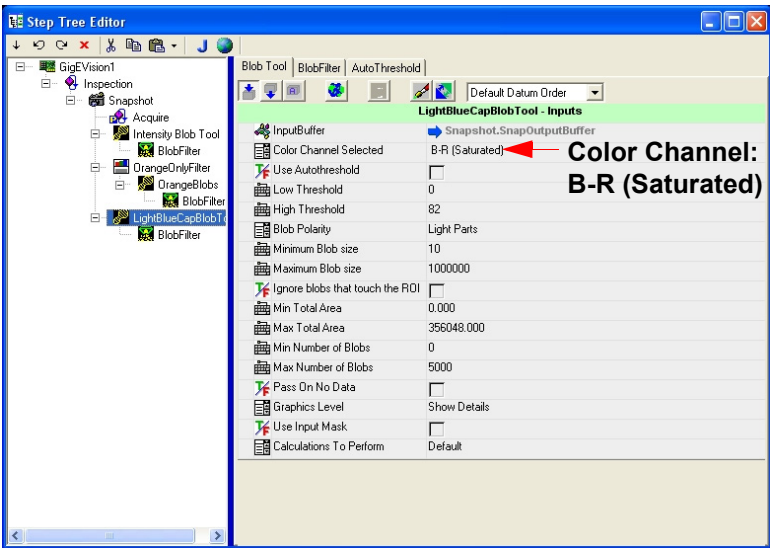 Step Tree Editor
J
GigEVision1
Inspection
Snapshot
Acquire
Intensity Blob Tool
BlobFilter
OrangeOnlyFilter
OrangeBlobs
BlobFilter
LightBlueCapBlobTo
BlobFilter
Blob Tool BlobFilter AutoThreshold
A Default Datum Order
LightBlueCapBlobTool - Inputs
InputBuffer Snapshot.SnapOutputBuffer
Color Channel Selected B-R (Saturated)
Use Autothreshold
Low Threshold 0
High Threshold 82
Blob Polarity Light Parts
Minimum Blob size 10
Maximum Blob size 1000000
Ignore blobs that touch the ROI
Min Total Area 0.000
Max Total Area 356048.000
Min Number of Blobs 0
Max Number of Blobs 5000
Pass On No Data
Graphics Level Show Details
Use Input Mask
Calculations To Perform Default
Color Channel:
B-R (Saturated)